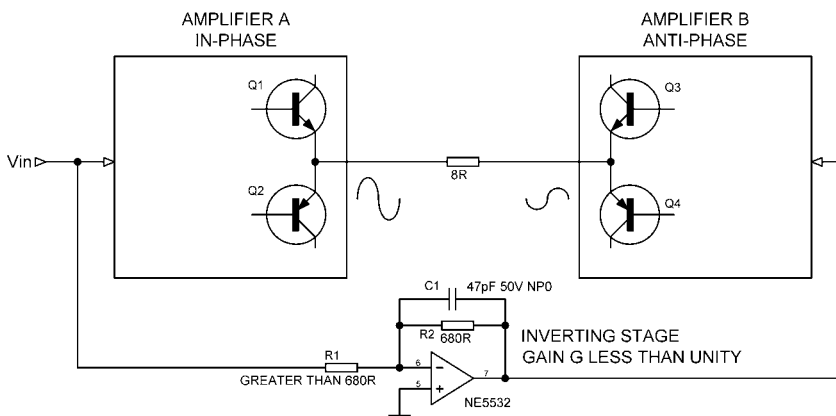 AMPLIFIER A
IN-PHASE
AMPLIFIER B
ANTI-PHASE
Q1
Q3
Vin
8R
Q2
Q4
C1
47pF 50V NP0
R2
680R
INVERTING STAGE
GAIN G LESS THAN UNITY
R1
GREATER THAN 680R
6
5
7
NE5532